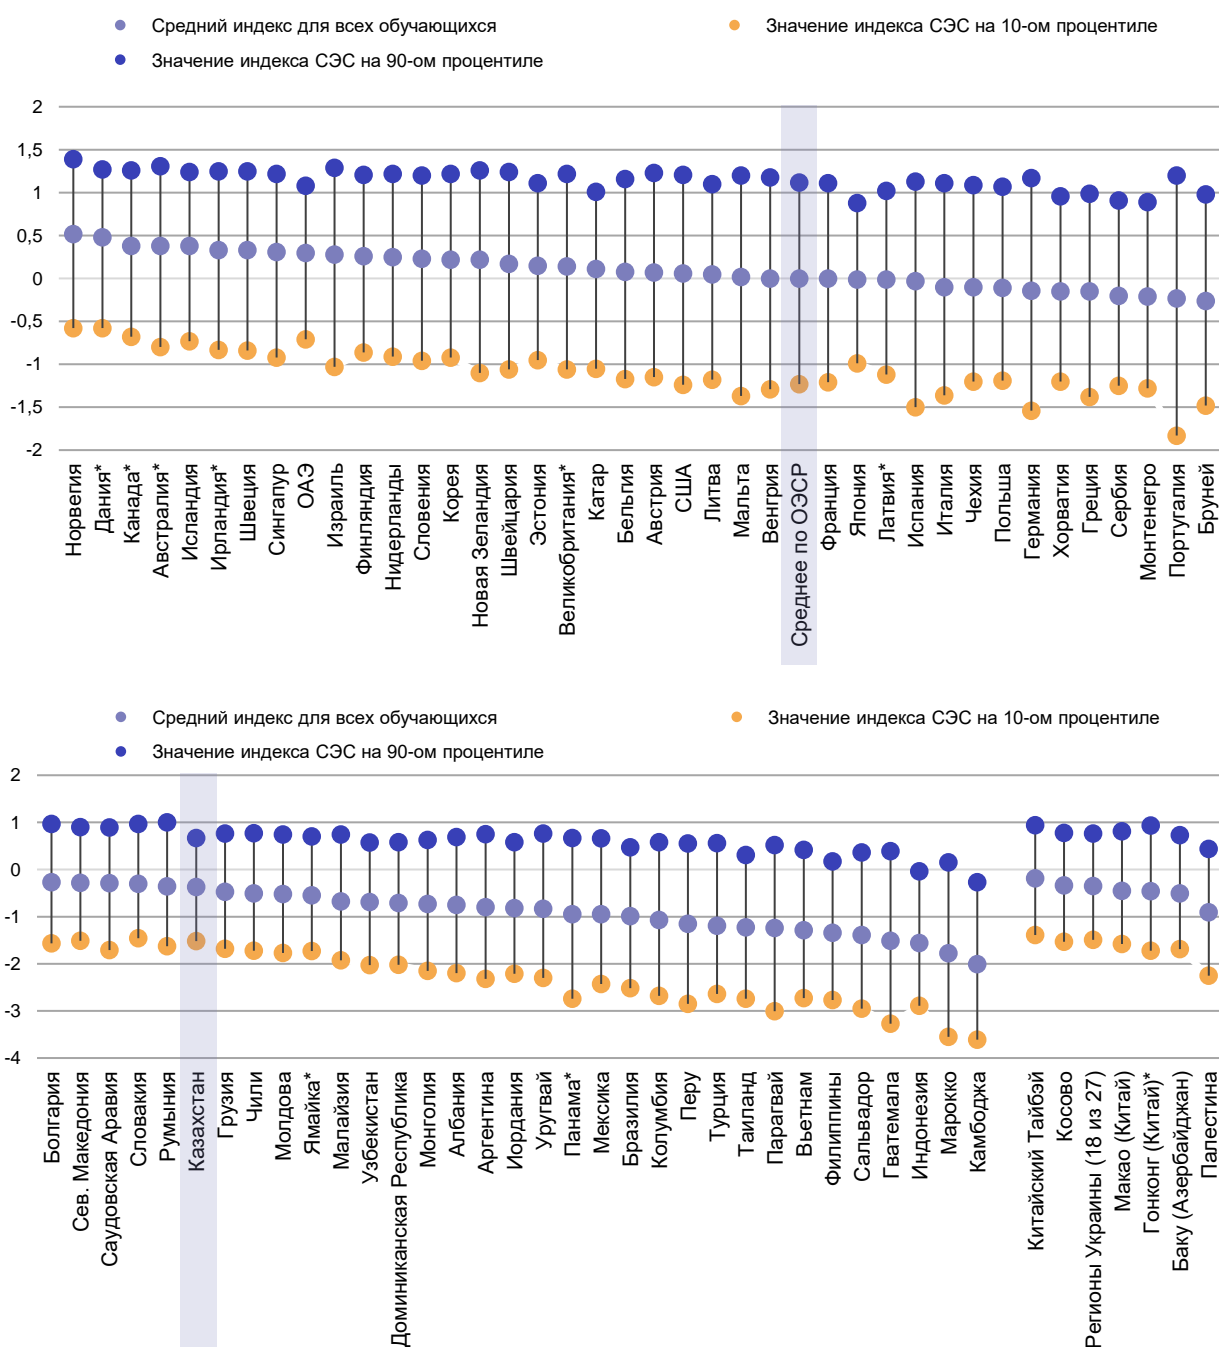 Средний индекс для всех обучающихся
Значение индекса СЭС на 10-ом процентиле
Значение индекса СЭС на 90-ом процентиле
2
1,5
1
0,5
0
-0,5
-1
-1,5
-2
Норвегия
Дания*
Канада*
Австралия*
Исландия
Ирландия*
Швеция
Сингапур
ОАЭ
Израиль
Финляндия
Нидерланды
Словения
Корея
Новая Зеландия
Швейцария
Эстония
Великобритания*
Катар
Бельгия
Австрия
США
Литва
Мальта
Венгрия
Среднее по ОЭСР
Франция
Япония
Латвия*
Испания
Италия
Чехия
Польша
Германия
Хорватия
Греция
Сербия
Монтенегро
Португалия
Бруней
Средний индекс для всех обучающихся
Значение индекса СЭС на 10-ом процентиле
Значение индекса СЭС на 90-ом процентиле
2
1
0
-1
-2
-3
-4
Болгария
Сев. Македония
Саудовская Аравия
Словакия
Румыния
Казахстан
Грузия
Чили
Молдова
Ямайка*
Малайзия
Узбекистан
Доминиканская Республика
Монголия
Албания
Аргентина
Иордания
Уругвай
Панама*
Мексика
Бразилия
Колумбия
Перу
Турция
Таиланд
Парагвай
Вьетнам
Филиппины
Сальвадор
Гватемала
Индонезия
Марокко
Камбоджа
Китайский Тайбэй
Косово
Регионы Украины (18 из 27)
Макао (Китай)
Гонконг (Китай)*
Баку (Азербайджан)
Палестина